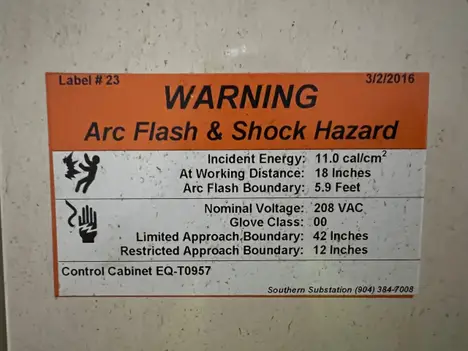 Label # 23 3/2/2016
WARNING
Arc Flash & Shock Hazard
Incident Energy: 11.0 cal/cm²
At Working Distance: 18 Inches
Arc Flash Boundary: 5.9 Feet
Nominal Voltage: 208 VAC
Glove Class: 00
Limited Approach Boundary: 42 Inches
Restricted Approach Boundary: 12 Inches
Control Cabinet EQ-T0957
Southern Substation (904) 384-7008